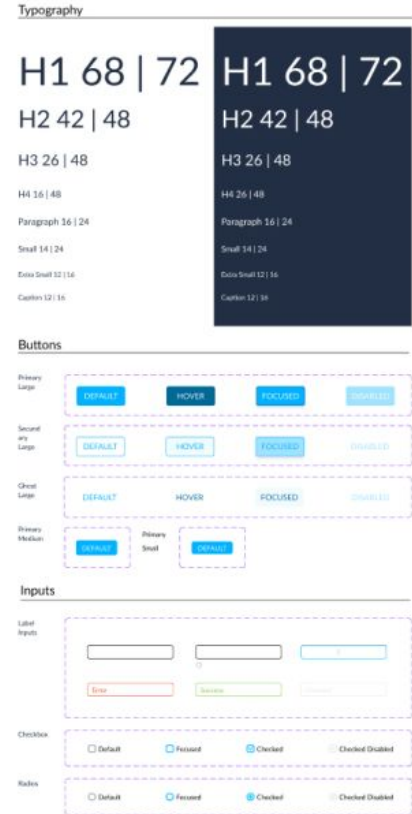 Typography
H1 68 | 72
H1 68 | 72
H2 42 | 48
H2 42 | 48
H3 26 | 48
H3 26 | 48
H4 16 | 48
H4 26 | 48
Paragraph 16 | 24
Paragraph 16 | 24
Small 14 | 24
Small 14 | 24
Extra Small 12 | 16
Extra Small 12 | 16
Caption 12 | 16
Caption 12 | 16
Buttons
Primary
Large
DEFAULT
HOVER
FOCUSED
DISABLED
Second
ary
Large
DEFAULT
HOVER
FOCUSED
DISABLED
Ghost
Large
DEFAULT
HOVER
FOCUSED
DISABLED
Primary
Medium
DEFAULT
Primary
Small
DEFAULT
Inputs
Label
Inputs
Error
Success
Checkbox
Default
Focused
Checked
Checked Disabled
Radios
Default
Focused
Checked
Checked Disabled